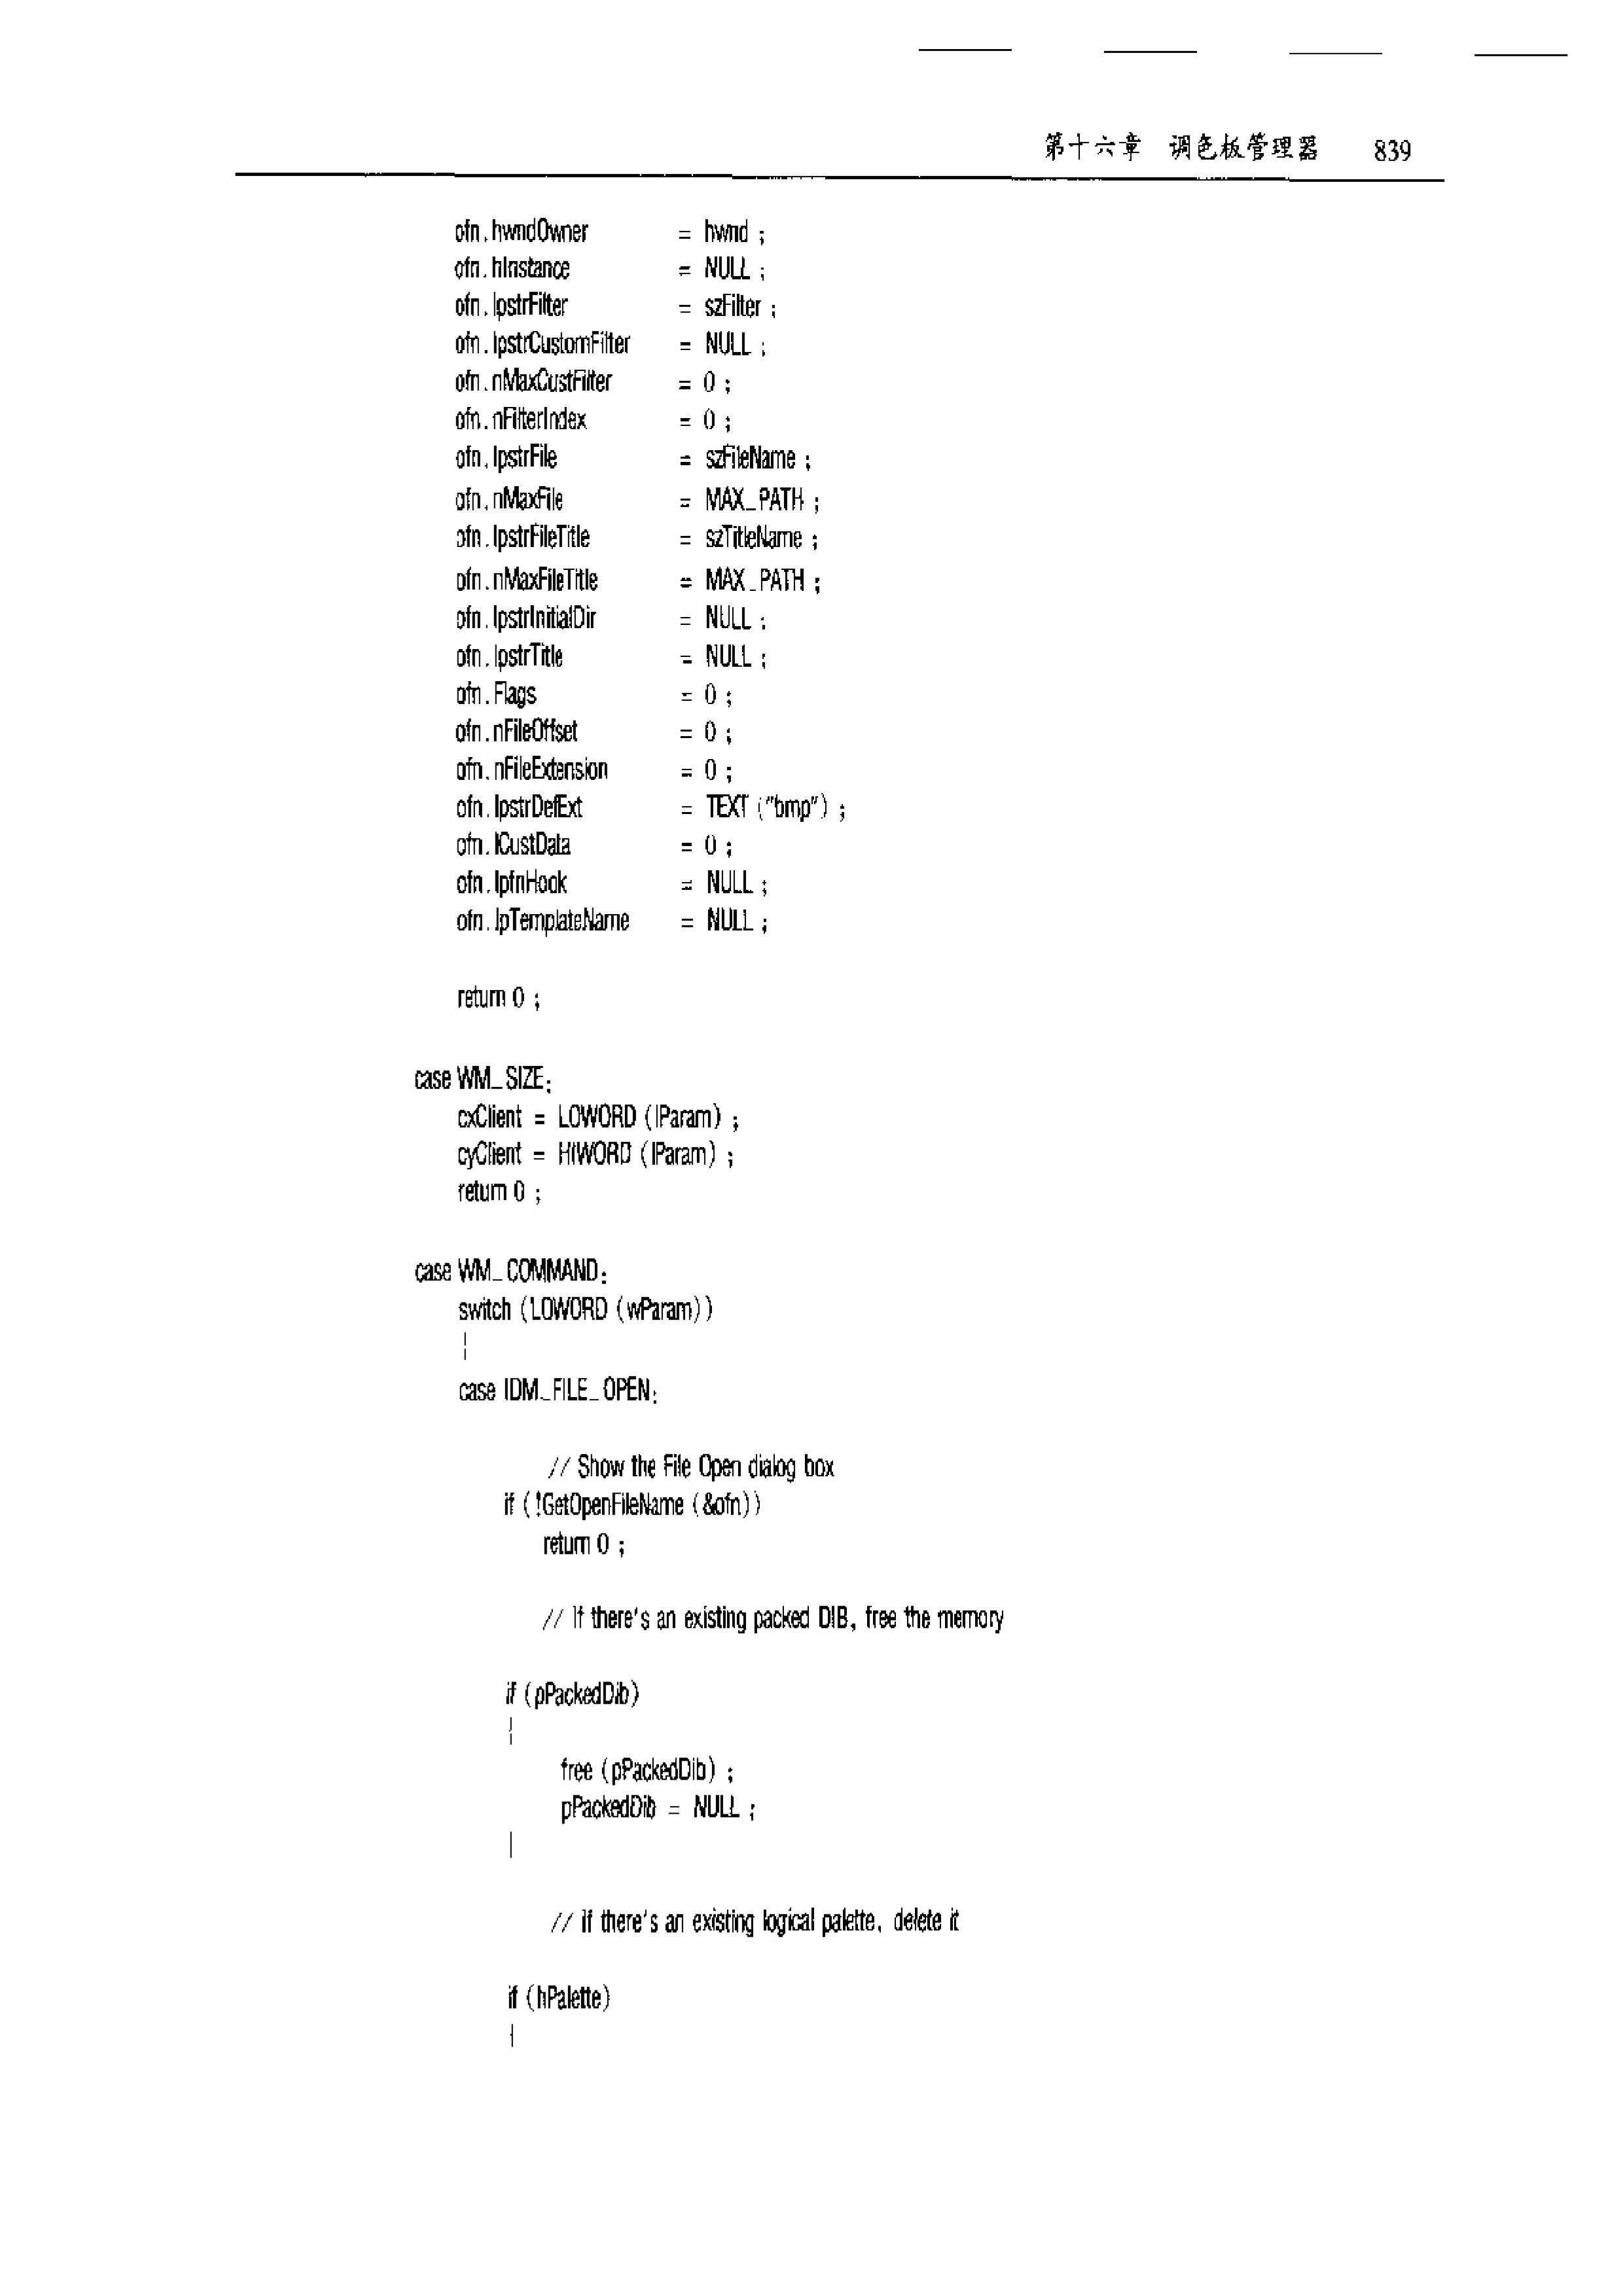 第十六章 调色板管理器 839
ofn.hwndOwner = hwnd ;
ofn.hInstance = NULL ;
ofn.lpstrFilter = szFilter ;
ofn.lpstrCustomFilter = NULL ;
ofn.nMaxCustFilter = 0 ;
ofn.nFilterIndex = 0 ;
ofn.lpstrFile = szFileName ;
ofn.nMaxFile = MAX_PATH ;
ofn.lpstrFileTitle = szTitleName ;
ofn.nMaxFileTitle = MAX_PATH ;
ofn.lpstrInitialDir = NULL ;
ofn.lpstrTitle = NULL ;
ofn.Flags = 0 ;
ofn.nFileOffset = 0 ;
ofn.nFileExtension = 0 ;
ofn.lpstrDefExt = TEXT ("bmp") ;
ofn.lCustData = 0 ;
ofn.lpfnHook = NULL ;
ofn.lpTemplateName = NULL ;
return 0 ;
case WM_SIZE:
cxClient = LOWORD (lParam) ;
cyClient = HIWORD (lParam) ;
return 0 ;
case WM_COMMAND:
switch (LOWORD (wParam))
{
case IDM_FILE_OPEN:
// Show the File Open dialog box
if (!GetOpenFileName (&ofn))
return 0 ;
// If there's an existing packed DIB, free the memory
if (pPackedDib)
{
free (pPackedDib) ;
pPackedDib = NULL ;
}
// If there's an existing logical palette, delete it
if (hPalette)
{